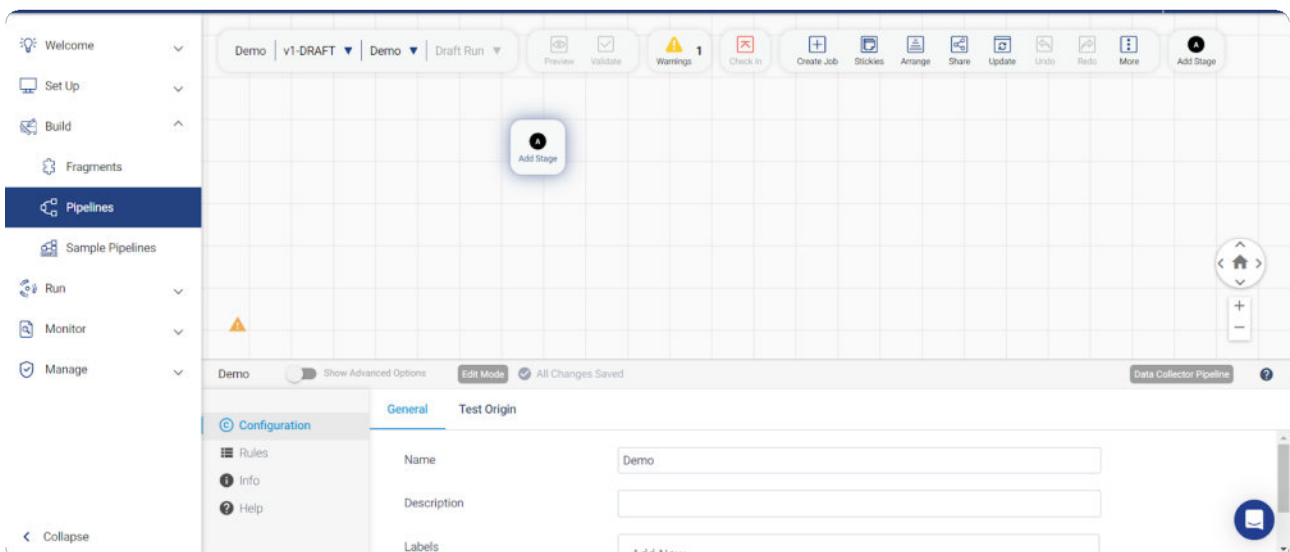 Welcome
Set Up
Build
Fragments
Pipelines
Sample Pipelines
Run
Monitor
Manage
Collapse
Demo v1-DRAFT ▼ Demo ▼ Draft Run ▼
Preview Validate Warnings 1 Check In Create Job Stickies Arrange Share Update Undo Redo More A Add Stage
A
Add Stage
Demo Show Advanced Options Edit Mode All Changes Saved Data Collector Pipeline ?
C Configuration
Rules
i Info
? Help
General Test Origin
Name Demo
Description
Labels